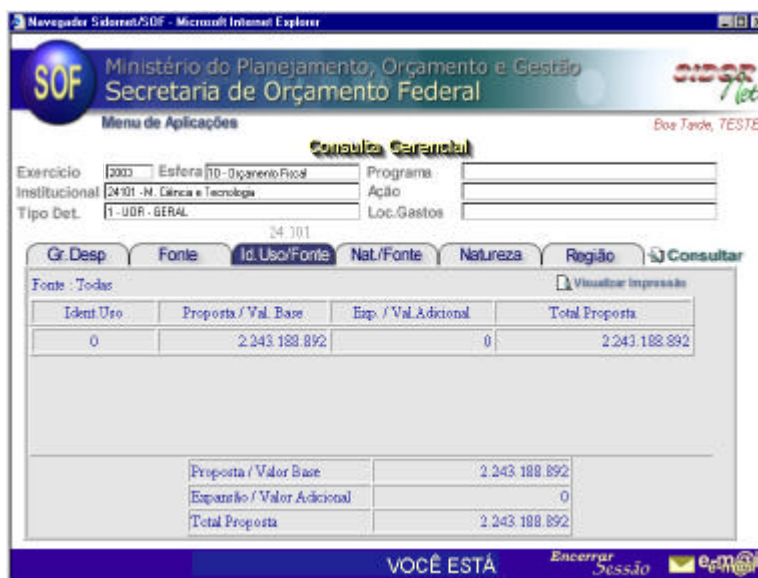 Navegador Sidornet/SOF - Microsoft Internet Explorer
SOF
Ministério do Planejamento, Orçamento e Gestão
Secretaria de Orçamento Federal
SIDOR
Net
Menu de Aplicações
Boa Tarde, TESTE
Consulta Gerencial
Exercício 2003 Esfera 10 - Orçamento Fiscal Programa
Institucional 24101 - M. Ciência e Tecnologia Ação
Tipo Det. 1 - UOR - GERAL Loc.Gastos
24.101
Gr.Desp Fonte Id.Uso/Fonte Nat./Fonte Natureza Região Consultar
Fonte : Todas Visualizar Impressão
Ident.Uso Proposta / Val. Base Exp. / Val.Adicional Total Proposta
0 2.243.188.892 0 2.243.188.892
Proposta / Valor Base 2.243.188.892
Expansão / Valor Adicional 0
Total Proposta 2.243.188.892
VOCÊ ESTÁ Encerrar Sessão